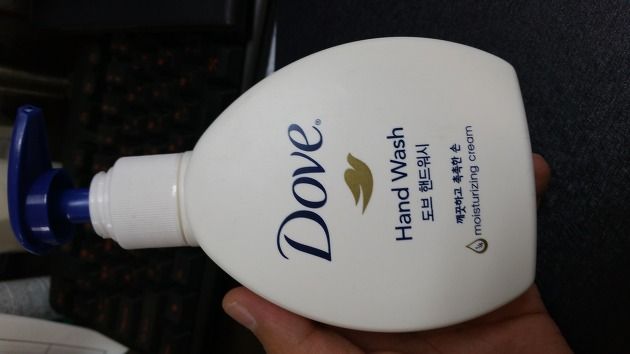 Dove®
Hand Wash
도브 핸드워시
깨끗하고 촉촉한 손
¼ moisturizing cream